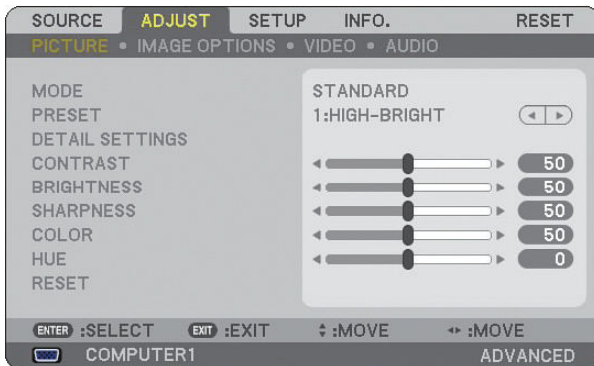 SOURCE ADJUST SETUP INFO. RESET
PICTURE • IMAGE OPTIONS • VIDEO • AUDIO
MODE STANDARD
PRESET 1:HIGH-BRIGHT
DETAIL SETTINGS
CONTRAST 50
BRIGHTNESS 50
SHARPNESS 50
COLOR 50
HUE 0
RESET
ENTER :SELECT EXIT :EXIT :MOVE :MOVE
COMPUTER1 ADVANCED